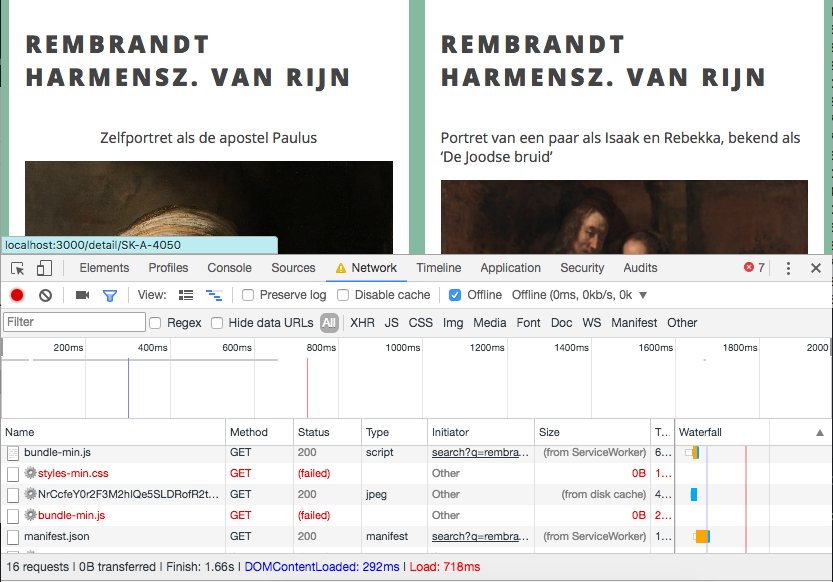 REMBRANDT
HARMENSZ. VAN RIJN
Zelfportret als de apostel Paulus
REMBRANDT
HARMENSZ. VAN RIJN
Portret van een paar als Isaak en Rebekka, bekend als
‘De Joodse bruid’
localhost:3000/detail/SK-A-4050
Elements Profiles Console Sources Network Timeline Application Security Audits 7
View: Preserve log Disable cache Offline Offline (0ms, 0kb/s, 0k
Filter Regex Hide data URLs All XHR JS CSS Img Media Font Doc WS Manifest Other
200ms 400ms 600ms 800ms 1000ms 1200ms 1400ms 1600ms 1800ms 2000
Name Method Status Type Initiator Size T... Waterfall
bundle-min.js GET 200 script search?q=rembra... (from ServiceWorker) 6...
styles-min.css GET (failed) Other 0B 1...
NrCcfeY0r2F3M2hIQe5SLDRofR2t... GET 200 jpeg Other (from disk cache) 4...
bundle-min.js GET (failed) Other 0B 2...
manifest.json GET 200 manifest search?q=rembra... (from ServiceWorker) 1...
16 requests | 0B transferred | Finish: 1.66s | DOMContentLoaded: 292ms | Load: 718ms